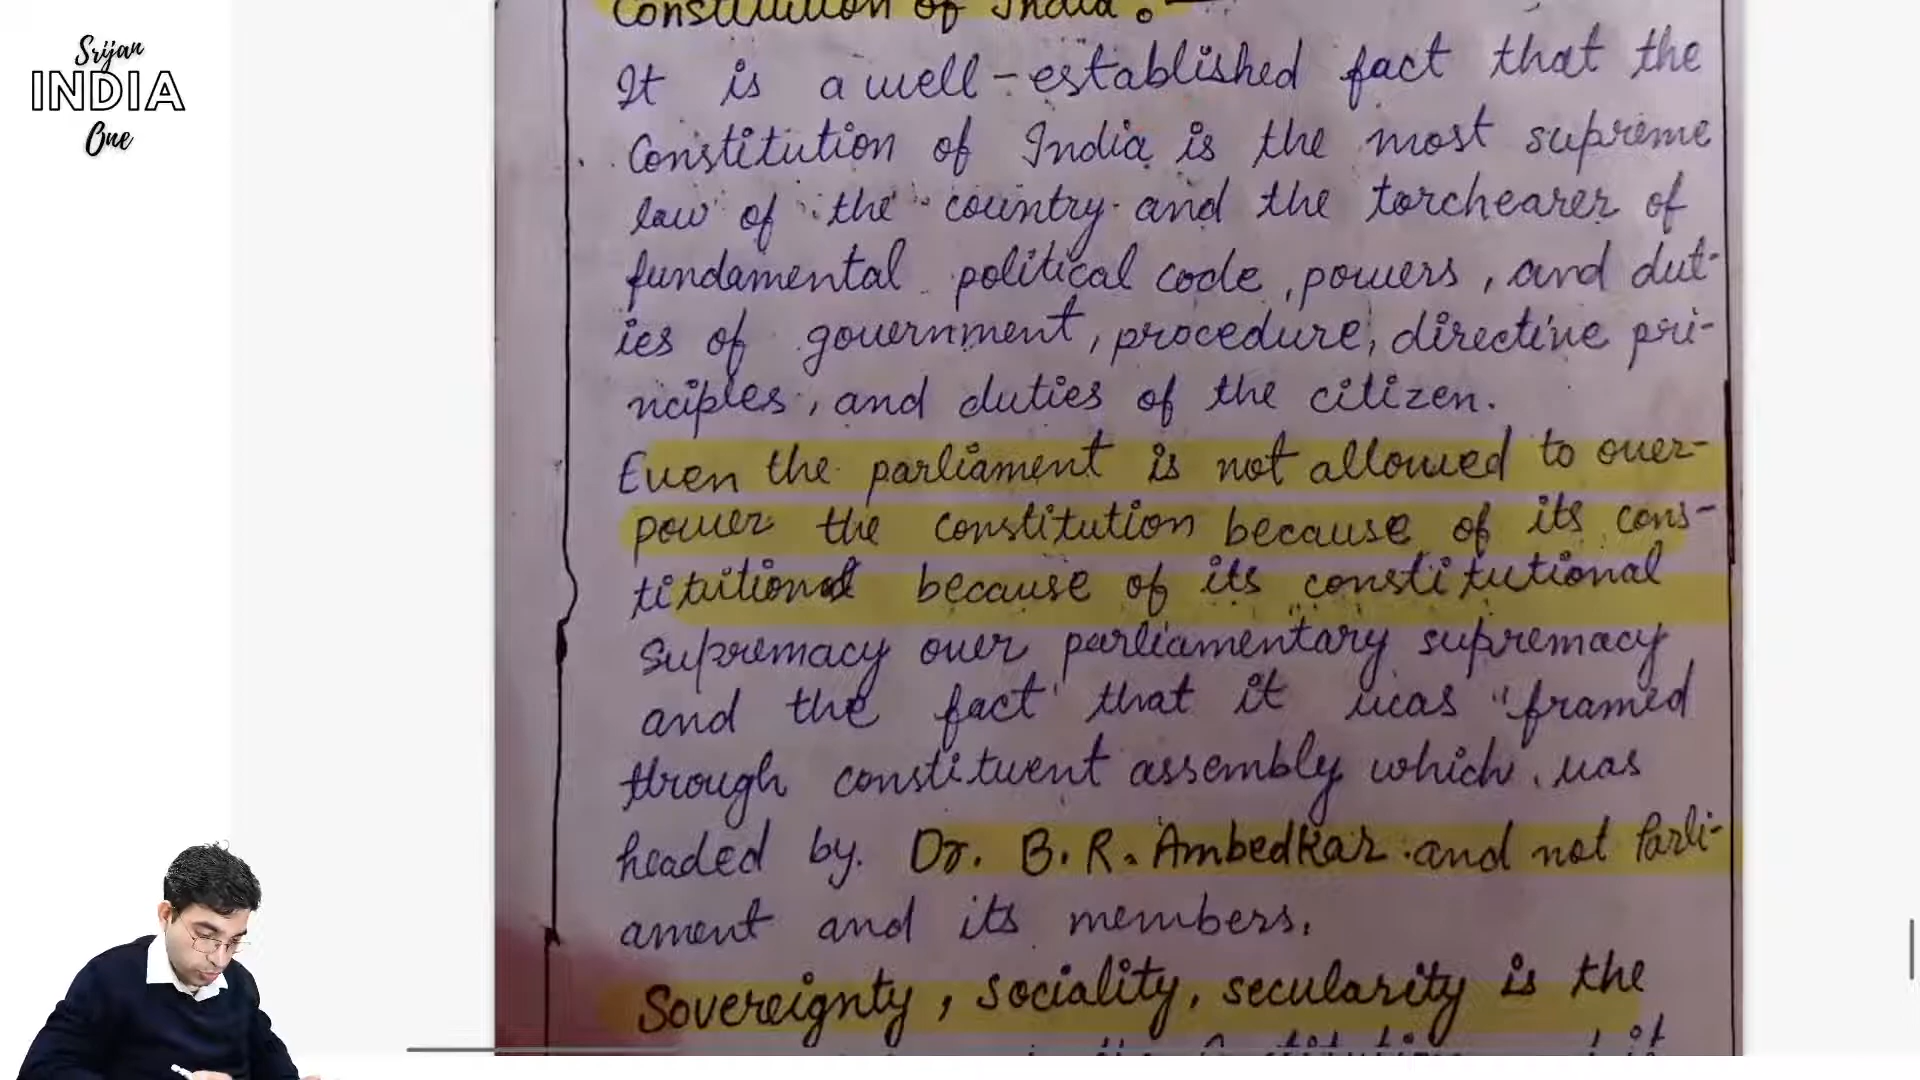 Srijan
INDIA
One
Constitution of India.
It is a well-established fact that the
Constitution of India is the most supreme
law of the country and the torchearer of
fundamental political code, powers, and dut-
ies of government, procedure, directive pri-
nciples, and duties of the citizen.
Even the parliament is not allowed to over-
power the constitution because of its cons-
titutional because of its constitutional
supremacy over parliamentary supremacy
and the fact that it was "framed
through constituent assembly which was
headed by. Dr. B.R. Ambedkar and not Parli-
ament and its members.
Sovereignty, sociality, secularity is the